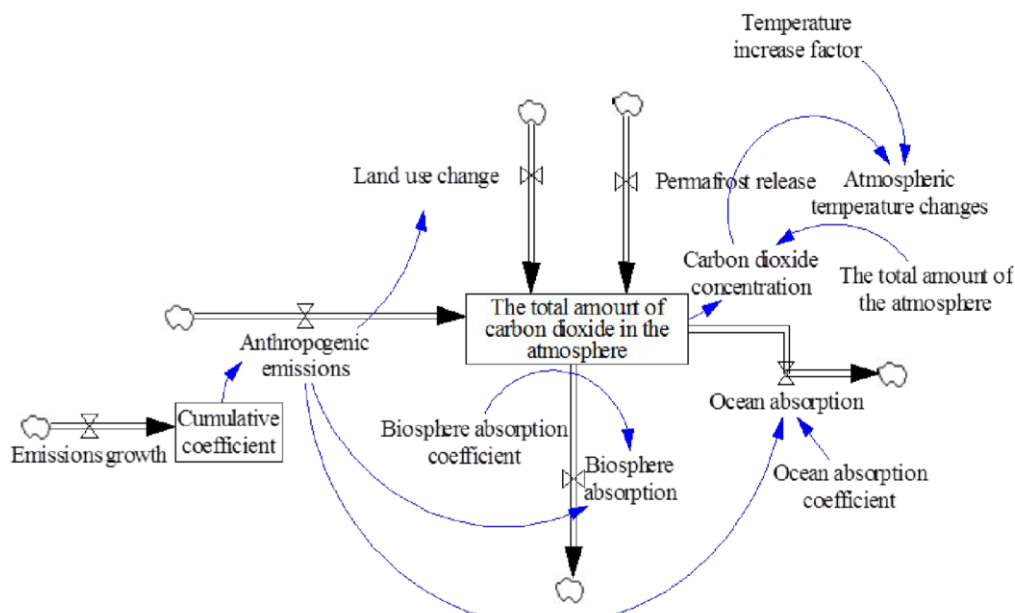 Temperature
increase factor
Land use change
Permafrost release
Atmospheric
temperature changes
Carbon dioxide
concentration
The total amount of
the atmosphere
The total amount of
carbon dioxide in the
atmosphere
Anthropogenic
emissions
Ocean absorption
Cumulative
coefficient
Emissions growth
Biosphere absorption
coefficient
Biosphere
absorption
Ocean absorption
coefficient